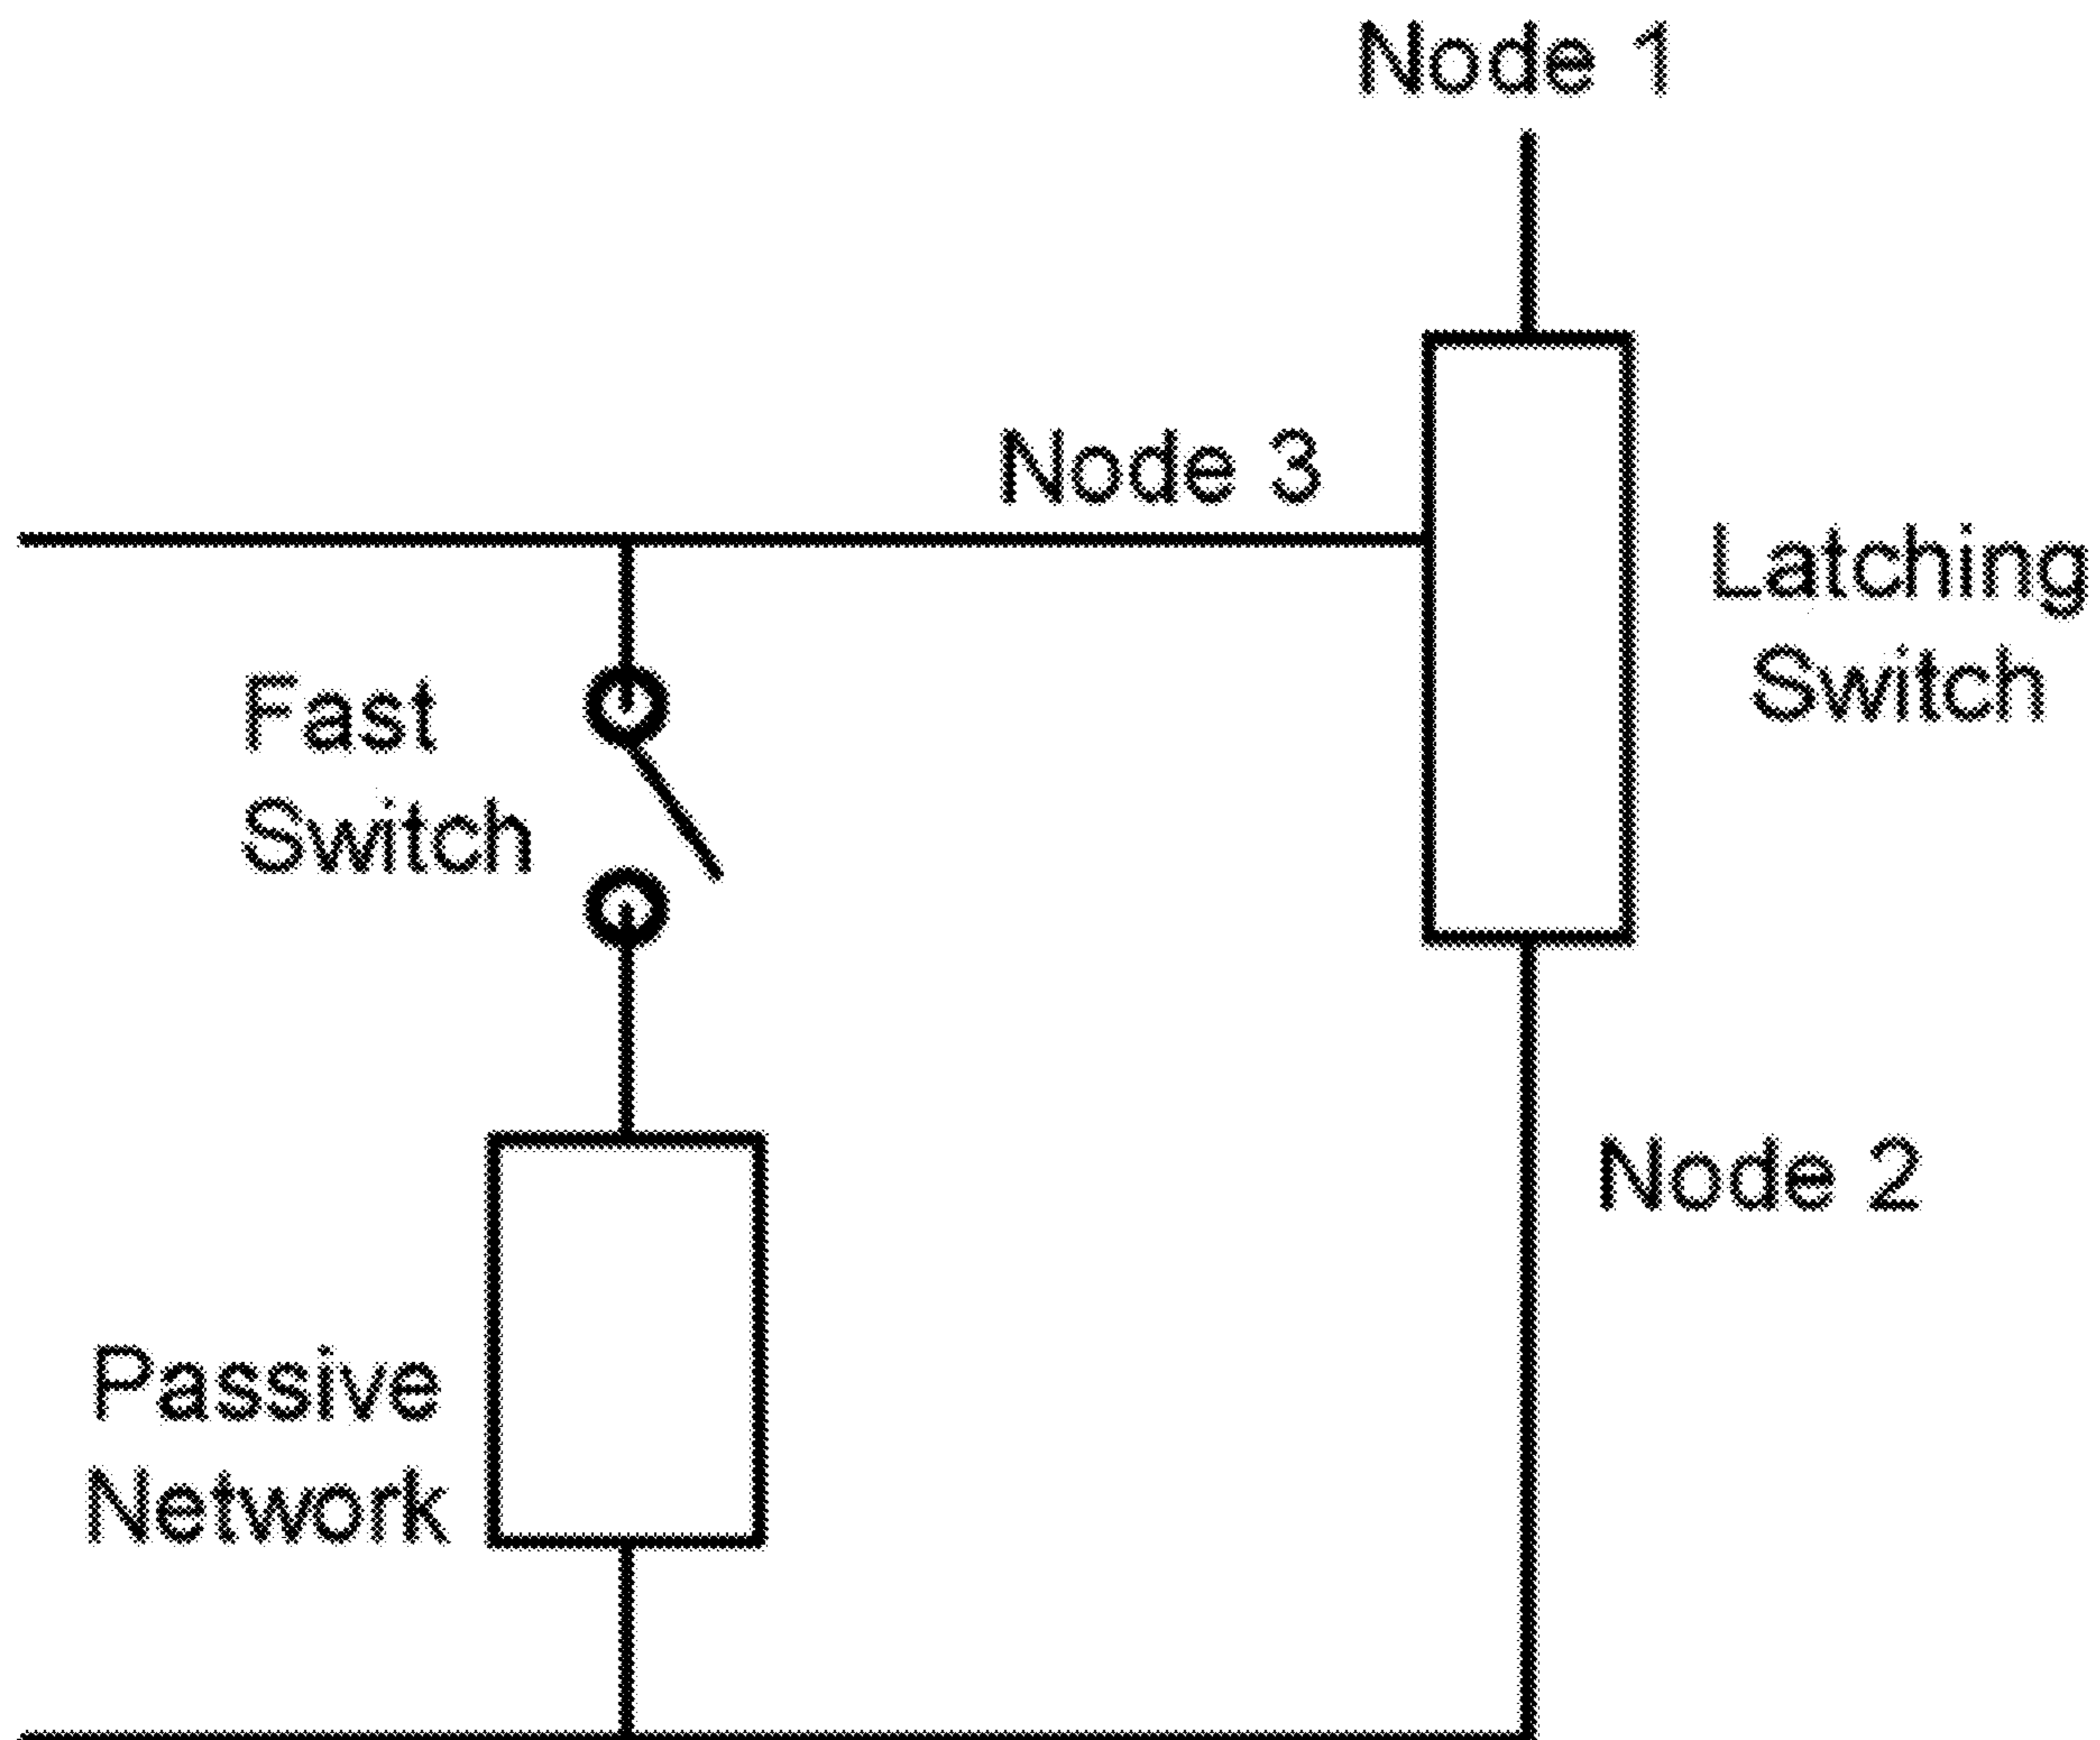 Node 1
Node 3
Latching
Switch
Fast
Switch
Node 2
Passive
Network